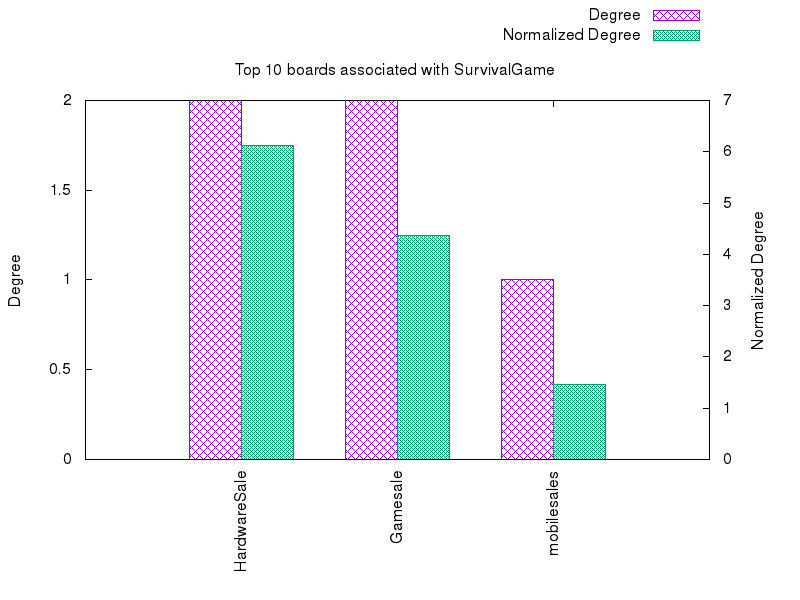 Degree
Normalized Degree
Top 10 boards associated with SurvivalGame
2
1.5
1
0.5
0
Degree
7
6
5
4
3
2
1
0
Normalized Degree
HardwareSale
Gamesale
mobilesales